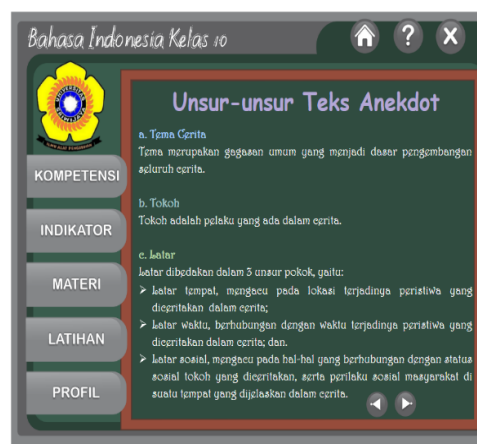 Bahasa Indonesia Kelas 10
?
X
KOMPETENSI
INDIKATOR
MATERI
LATIHAN
PROFIL
Unsur-unsur Teks Anekdot
a. Tema Cerita
Tema merupakan gagasan umum yang menjadi dasar pengembangan
seluruh cerita.
b. Tokoh
Tokoh adalah pelaku yang ada dalam cerita.
c. Latar
Latar dibedakan dalam 3 unsur pokok, yaitu:
➢ Latar tempat, mengacu pada lokasi terjadinya peristiwa yang
diceritakan dalam cerita;
➢ Latar waktu, berhubungan dengan waktu terjadinya peristiwa yang
diceritakan dalam cerita; dan.
➢ Latar sosial, mengacu pada hal-hal yang berhubungan dengan status
sosial tokoh yang diceritakan, serta perilaku sosial masyarakat di
suatu tempat yang dijelaskan dalam cerita.